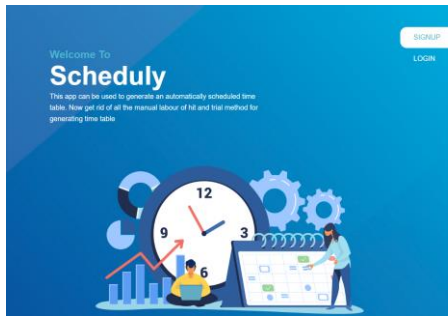 SIGNUP
LOGIN
Welcome To
Scheduly
This app can be used to generate an automatically scheduled time
table. Now get rid of all the manual labour of hit and trial method for
generating time table
12
9
3
6